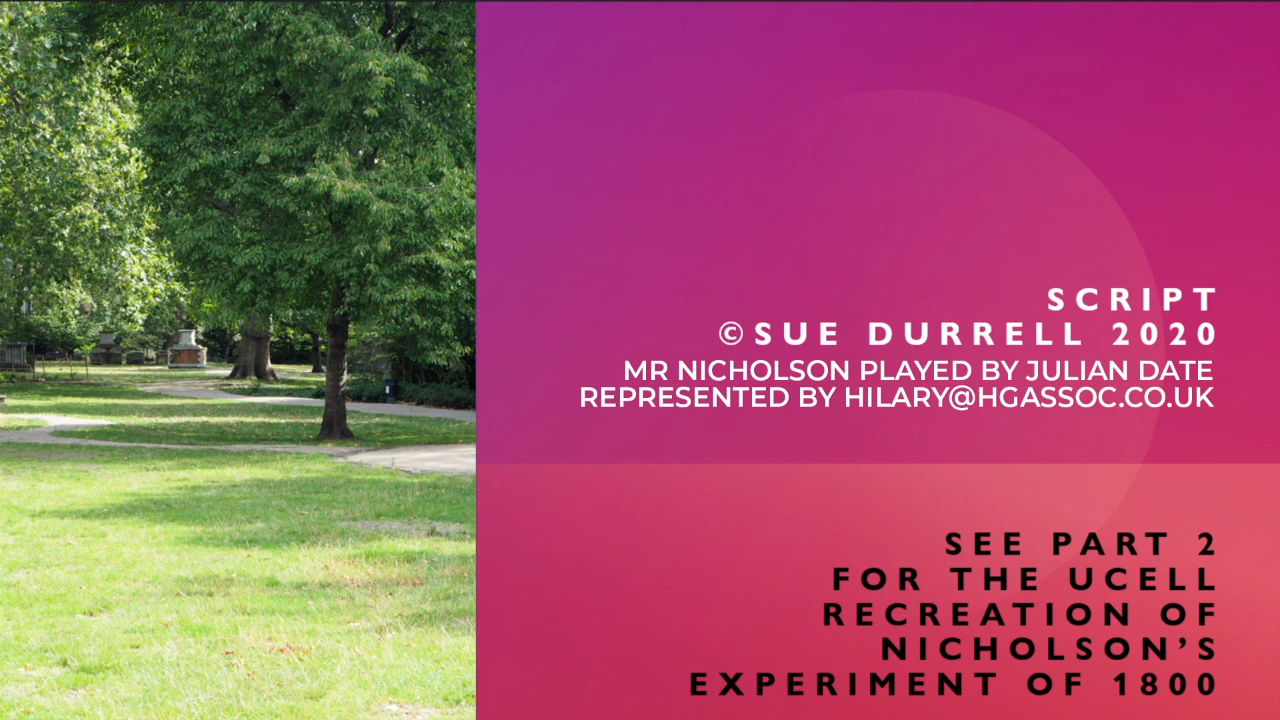 SCRIPT
©SUE DURRELL 2020
MR NICHOLSON PLAYED BY JULIAN DATE
REPRESENTED BY HILARY@HGASSOC.CO.UK
SEE PART 2
FOR THE UCELL
RECREATION OF
NICHOLSON’S
EXPERIMENT OF 1800